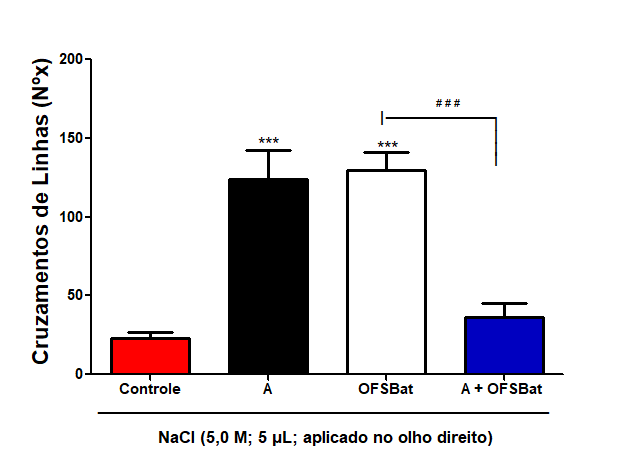 Cruzamentos de Linhas (Nºx)
200
150
100
50
0
###
***
***
Controle A OFSBat A + OFSBat
NaCl (5,0 M; 5 µL; aplicado no olho direito)